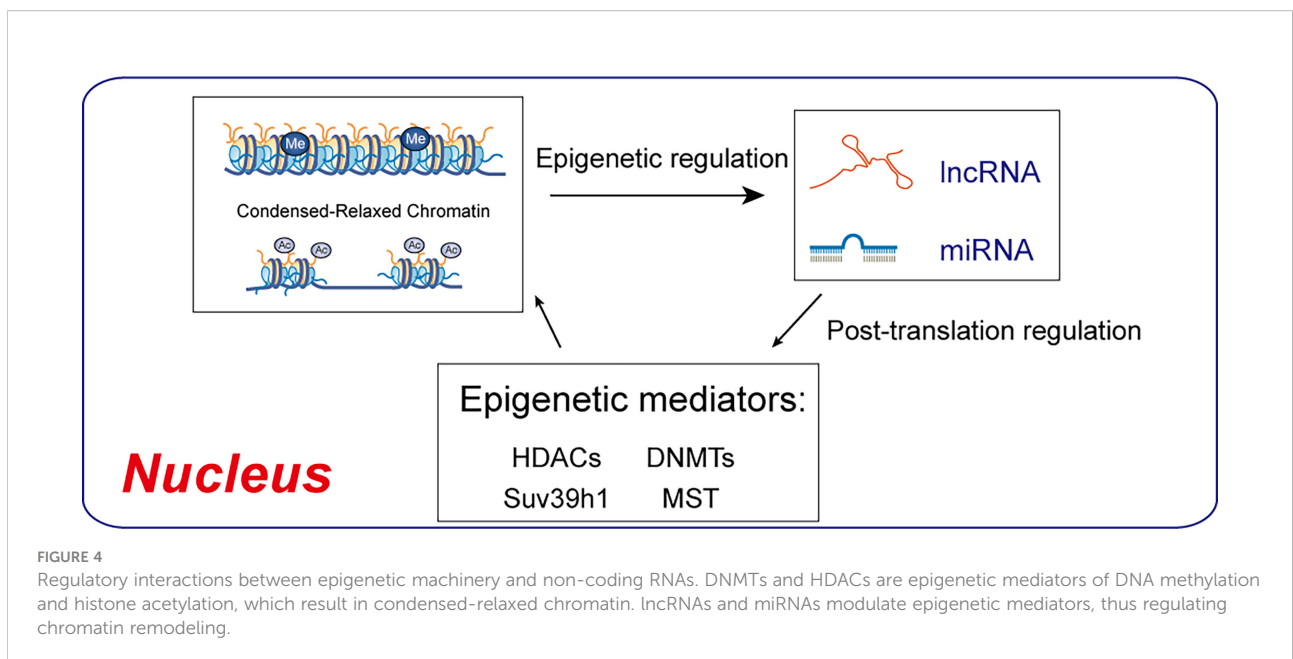 Me
Me
Epigenetic regulation
lncRNA
Condensed-Relaxed Chromatin
Ac
Ac
Ac
Ac
miRNA
Post-translation regulation
Epigenetic mediators:
HDACs DNMTs
Suv39h1 MST
Nucleus
FIGURE 4
Regulatory interactions between epigenetic machinery and non-coding RNAs. DNMTs and HDACs are epigenetic mediators of DNA methylation
and histone acetylation, which result in condensed-relaxed chromatin. lncRNAs and miRNAs modulate epigenetic mediators, thus regulating
chromatin remodeling.